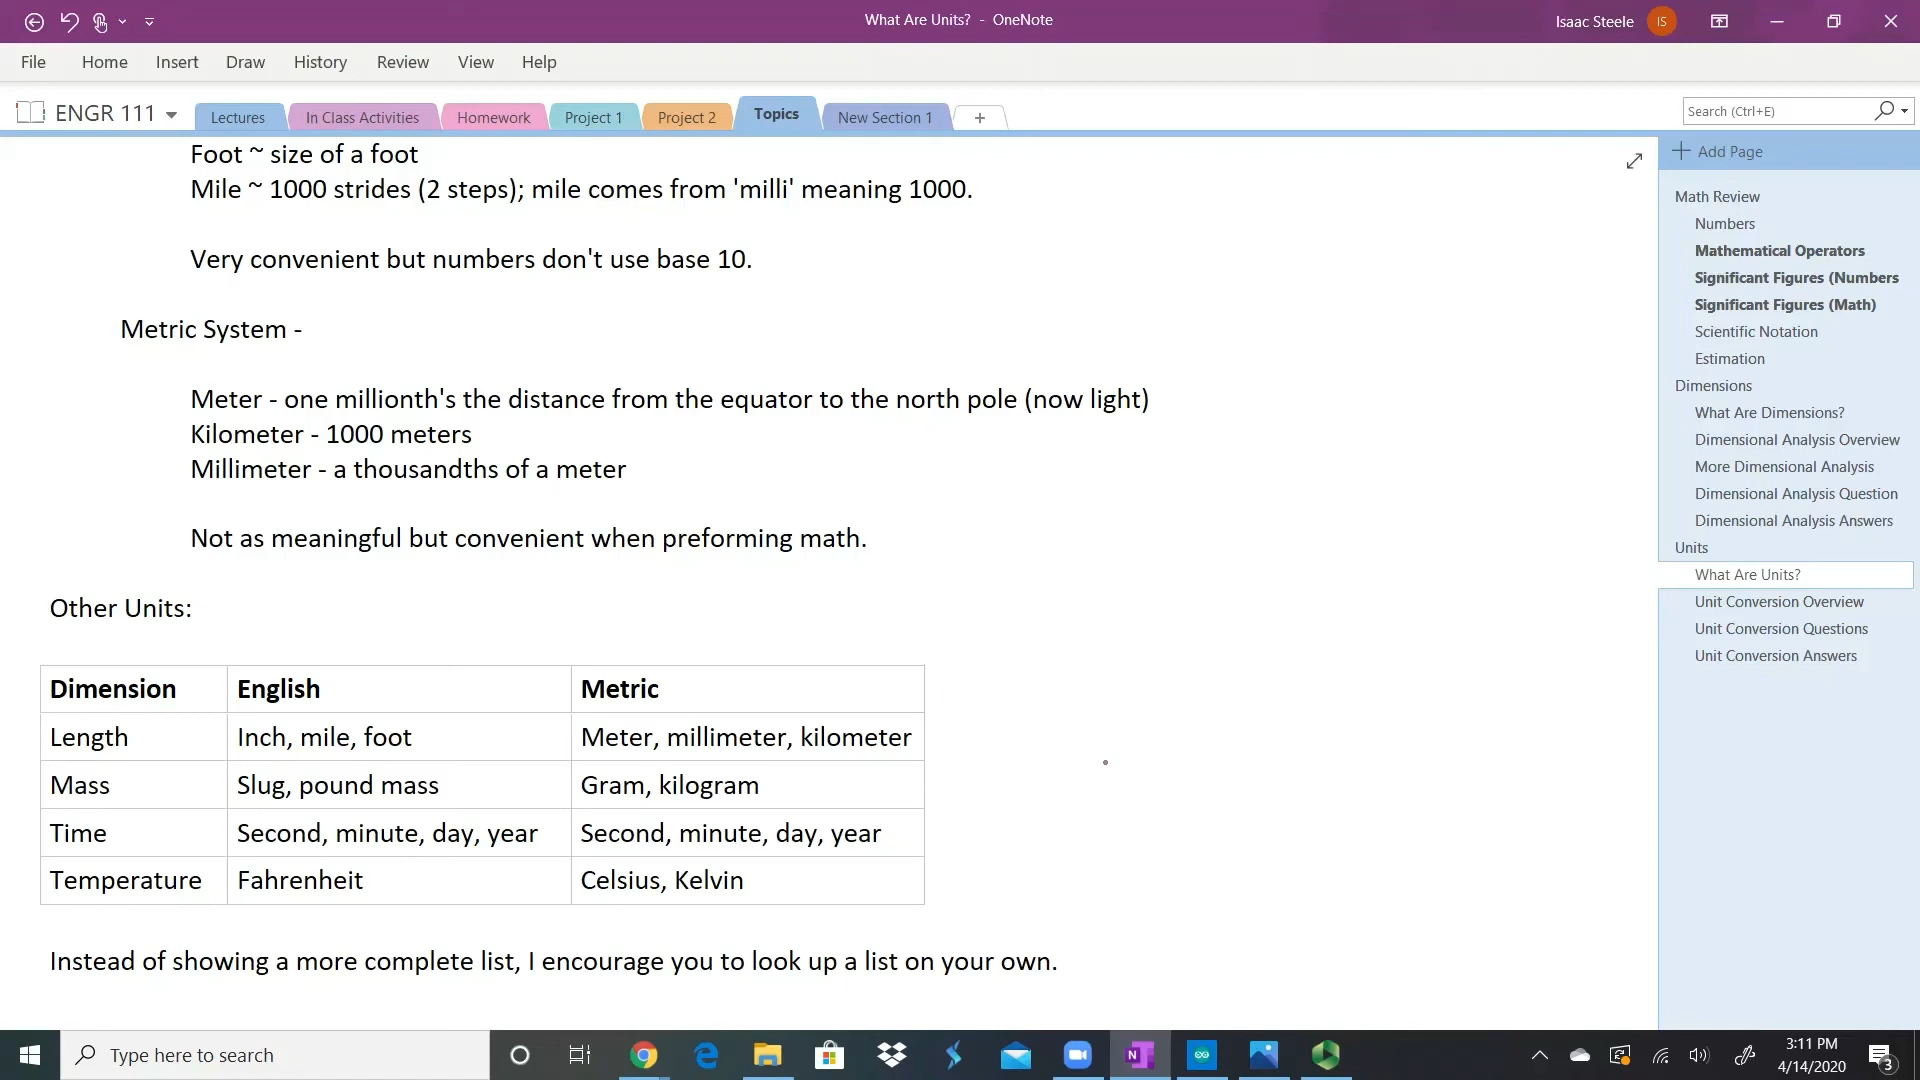 What Are Units? - OneNote
Isaac Steele
IS
File Home Insert Draw History Review View Help
ENGR 111
Lectures
In Class Activities
Homework
Project 1
Project 2
Topics
New Section 1
+
Search (Ctrl+E)
Foot ~ size of a foot
Mile ~ 1000 strides (2 steps); mile comes from 'milli' meaning 1000.
Very convenient but numbers don't use base 10.
Metric System -
Meter - one millionth's the distance from the equator to the north pole (now light)
Kilometer - 1000 meters
Millimeter - a thousandths of a meter
Not as meaningful but convenient when preforming math.
Other Units:
Dimension English Metric
Length Inch, mile, foot Meter, millimeter, kilometer
Mass Slug, pound mass Gram, kilogram
Time Second, minute, day, year Second, minute, day, year
Temperature Fahrenheit Celsius, Kelvin
Instead of showing a more complete list, I encourage you to look up a list on your own.
Add Page
Math Review
Numbers
Mathematical Operators
Significant Figures (Numbers
Significant Figures (Math)
Scientific Notation
Estimation
Dimensions
What Are Dimensions?
Dimensional Analysis Overview
More Dimensional Analysis
Dimensional Analysis Question
Dimensional Analysis Answers
Units
What Are Units?
Unit Conversion Overview
Unit Conversion Questions
Unit Conversion Answers
Type here to search
N
3:11 PM
4/14/2020
3